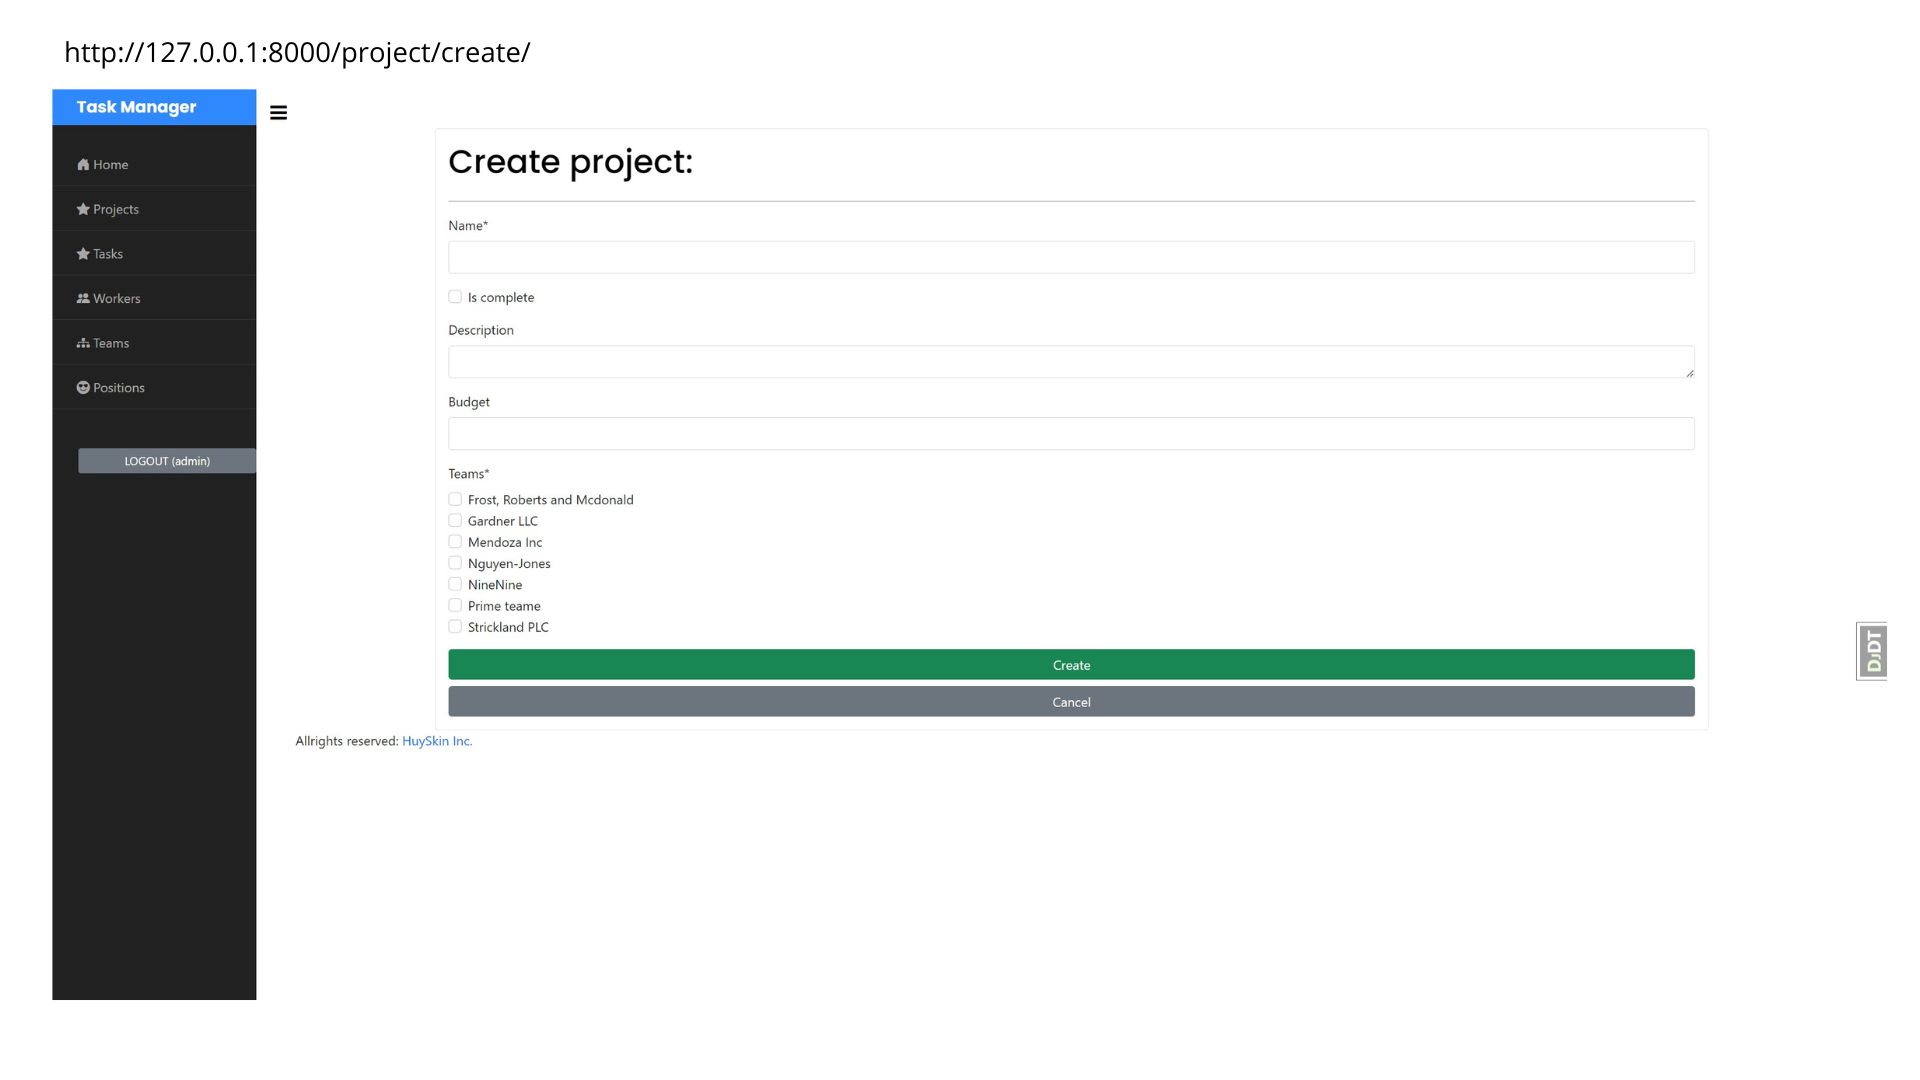 http://127.0.0.1:8000/project/create/
Task Manager
Home
Projects
Tasks
Workers
Teams
Positions
LOGOUT (admin)
Create project:
Name*
Is complete
Description
Budget
Teams*
Frost, Roberts and Mcdonald
Gardner LLC
Mendoza Inc
Nguyen-Jones
NineNine
Prime teame
Strickland PLC
Create
Cancel
Allrights reserved: HuySkin Inc.
DJDT